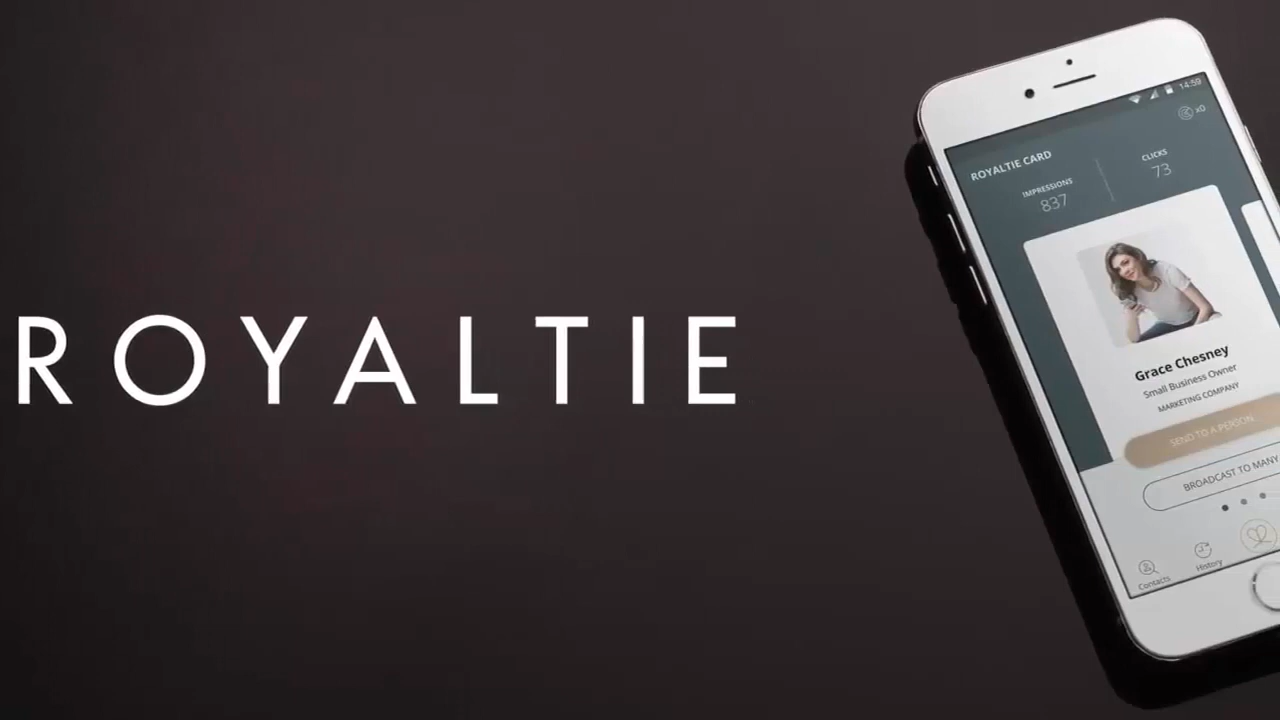 ROYALTIE
14:59
x0
ROYALTIE CARD
IMPRESSIONS
837
CLICKS
73
Grace Chesney
Small Business Owner
MARKETING COMPANY
SEND TO A PERSON
BROADCAST TO MANY
Contacts
History